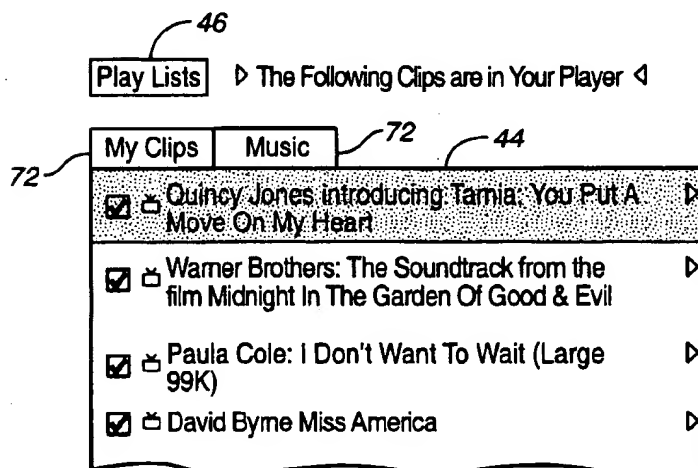 46
Play Lists ▷ The Following Clips are in Your Player ◁
My Clips Music 72 44
72
Quincy Jones introducing Tamia; You Put A
Move On My Heart
Warner Brothers: The Soundtrack from the
film Midnight In The Garden Of Good & Evil
Paula Cole: I Don't Want To Wait (Large
99K)
David Byrne Miss America